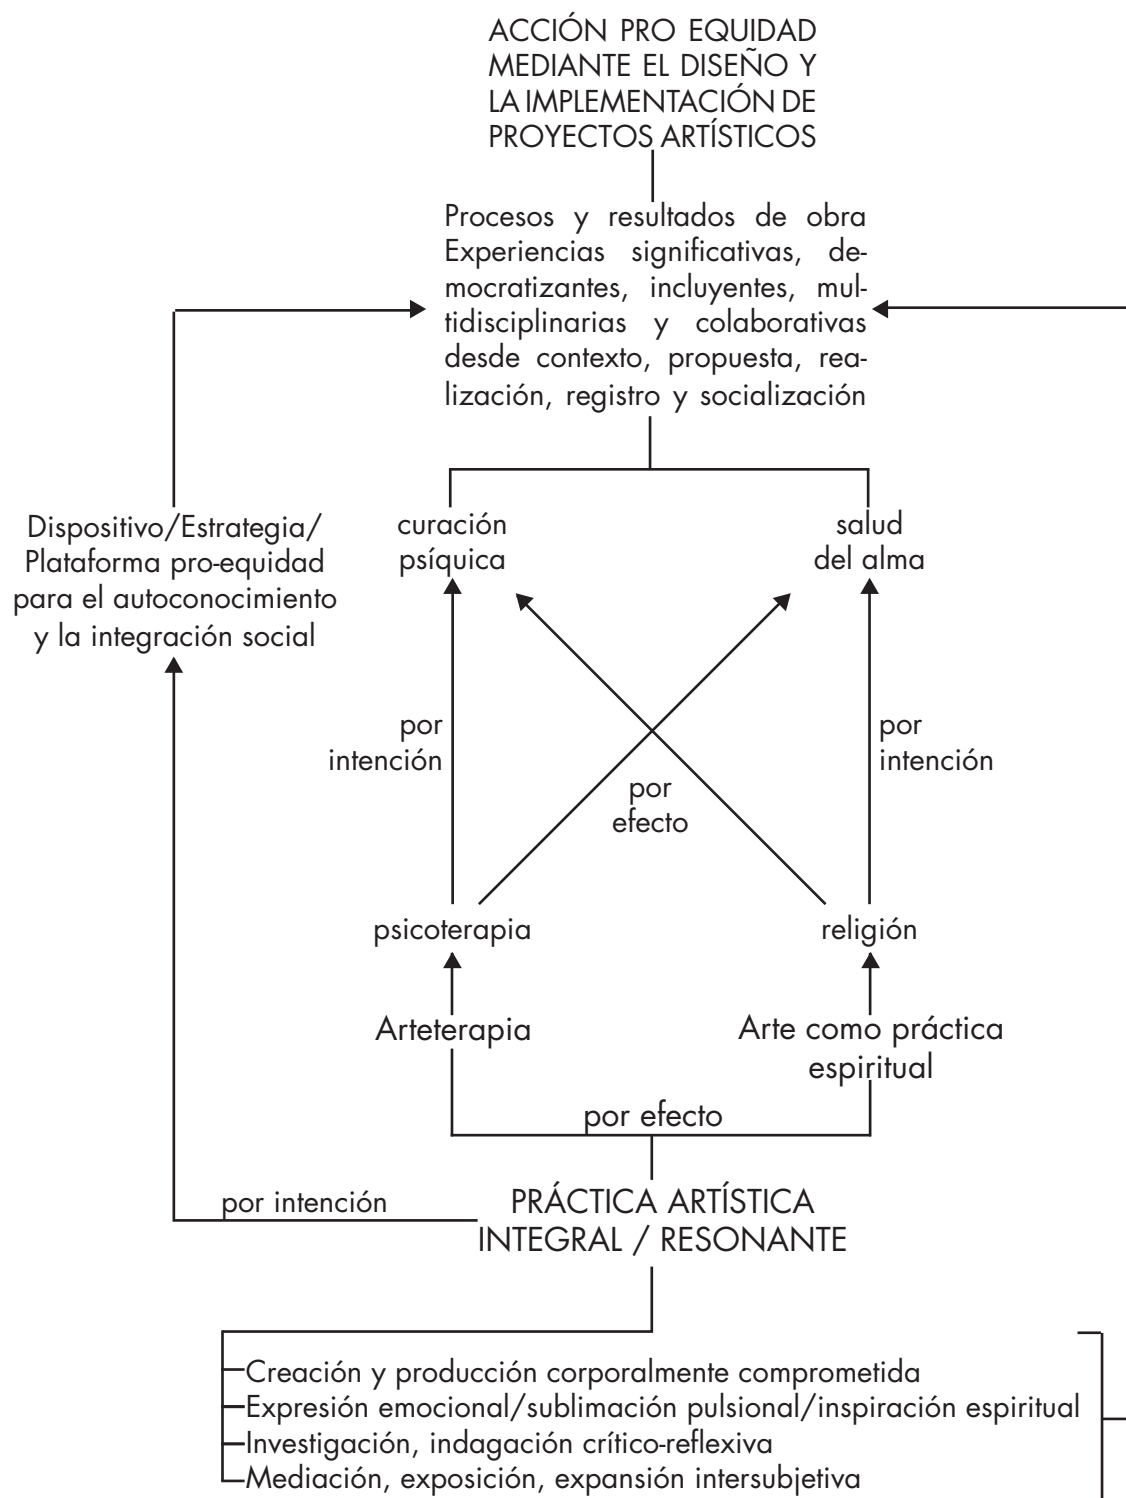 ACCIÓN PRO EQUIDAD
MEDIANTE EL DISEÑO Y
LA IMPLEMENTACIÓN DE
PROYECTOS ARTÍSTICOS
Procesos y resultados de obra
Experiencias significativas, de-
mocratizantes, incluyentes, mul-
tidisciplinarias y colaborativas
desde contexto, propuesta, rea-
lización, registro y socialización
Dispositivo/Estrategia/
Plataforma pro-equidad
para el autoconocimiento
y la integración social
curación
psíquica
salud
del alma
por
intención
por
efecto
por
intención
psicoterapia
religión
Arteterapia
Arte como práctica
espiritual
por efecto
por intención
PRÁCTICA ARTÍSTICA
INTEGRAL / RESONANTE
Creación y producción corporalmente comprometida
Expresión emocional/sublimación pulsional/inspiración espiritual
Investigación, indagación crítico-reflexiva
Mediación, exposición, expansión intersubjetiva